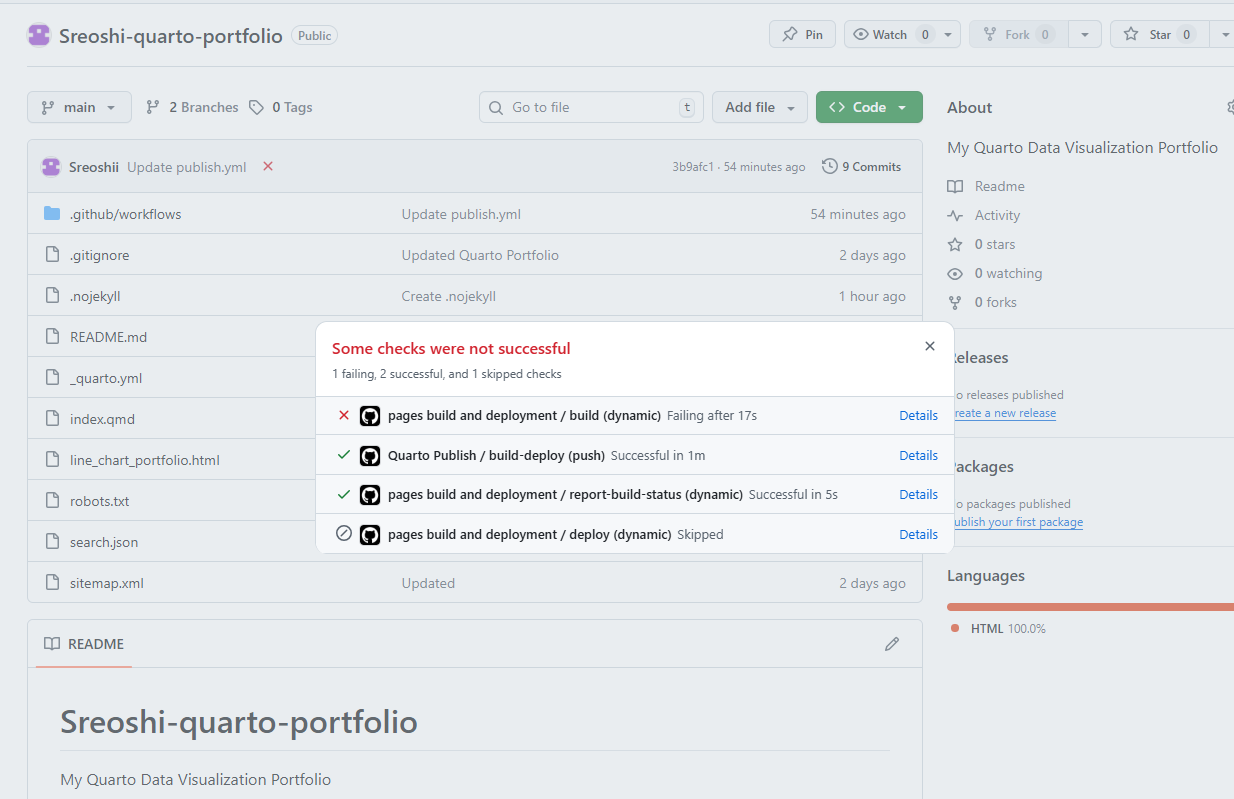 Sreoshi-quarto-portfolio Public Pin Watch 0 Fork 0 Star 0
main 2 Branches 0 Tags Go to file t Add file Code
Sreoshii Update publish.yml 3b9afc1 · 54 minutes ago 9 Commits
.github/workflows Update publish.yml 54 minutes ago
.gitignore Updated Quarto Portfolio 2 days ago
.nojekyll Create .nojekyll 1 hour ago
README.md
_quarto.yml
index.qmd
line_chart_portfolio.html
robots.txt
search.json
sitemap.xml Updated 2 days ago
Some checks were not successful
1 failing, 2 successful, and 1 skipped checks
pages build and deployment / build (dynamic) Failing after 17s Details
Quarto Publish / build-deploy (push) Successful in 1m Details
pages build and deployment / report-build-status (dynamic) Successful in 5s Details
pages build and deployment / deploy (dynamic) Skipped Details
README
Sreoshi-quarto-portfolio
My Quarto Data Visualization Portfolio
About
My Quarto Data Visualization Portfolio
Readme
Activity
0 stars
0 watching
0 forks
eleases
o releases published
reate a new release
ackages
o packages published
ublish your first package
Languages
HTML 100.0%